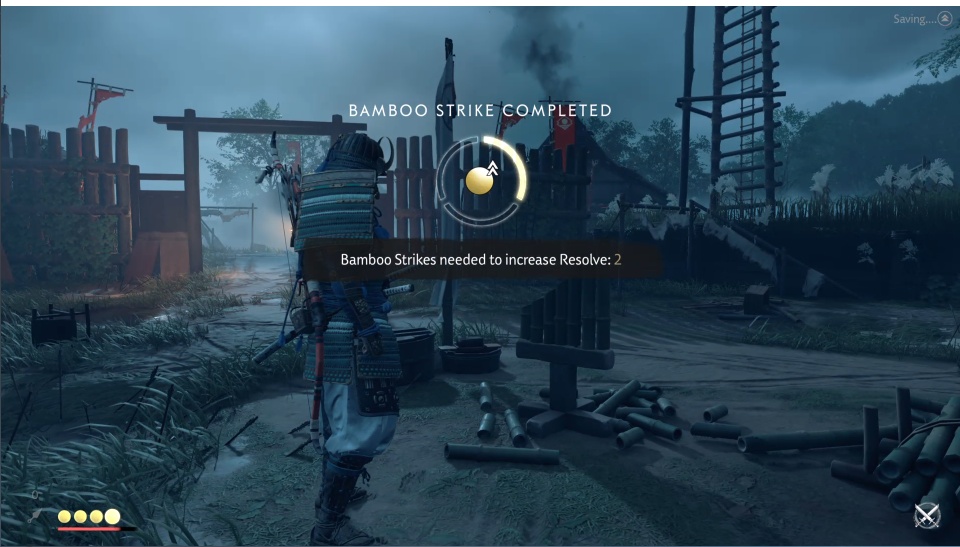 Saving....
BAMBOO STRIKE COMPLETED
Bamboo Strikes needed to increase Resolve: 2